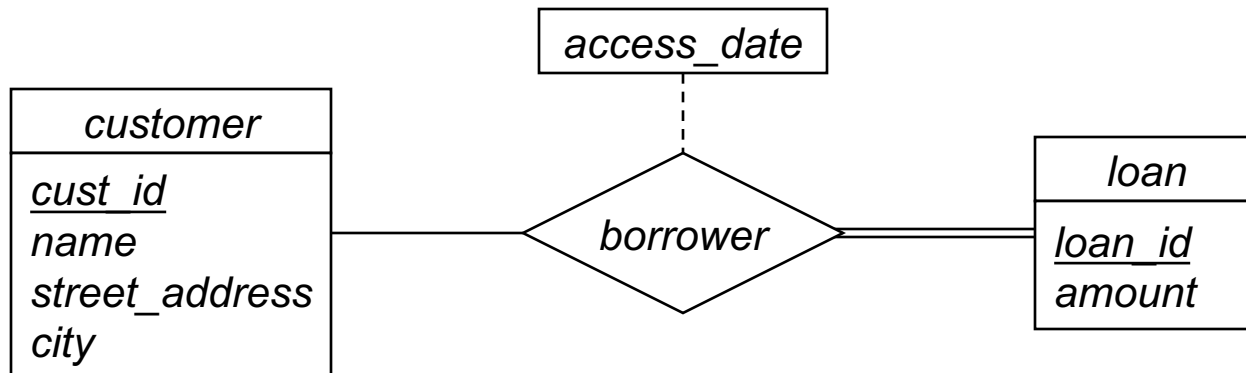 access_date
customer
cust_id
name
street_address
city
borrower
loan
loan_id
amount